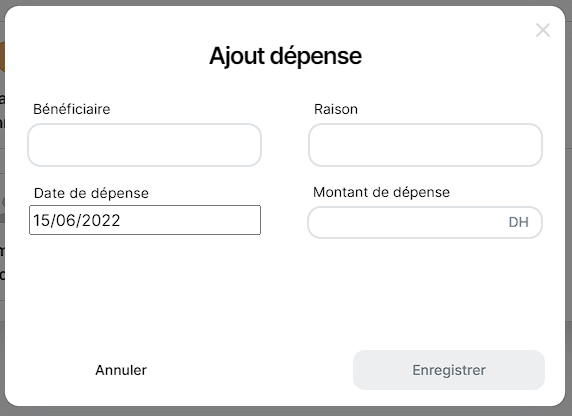 Ajout dépense
Bénéficiaire
Raison
Date de dépense
Montant de dépense
15/06/2022
DH
Annuler
Enregistrer